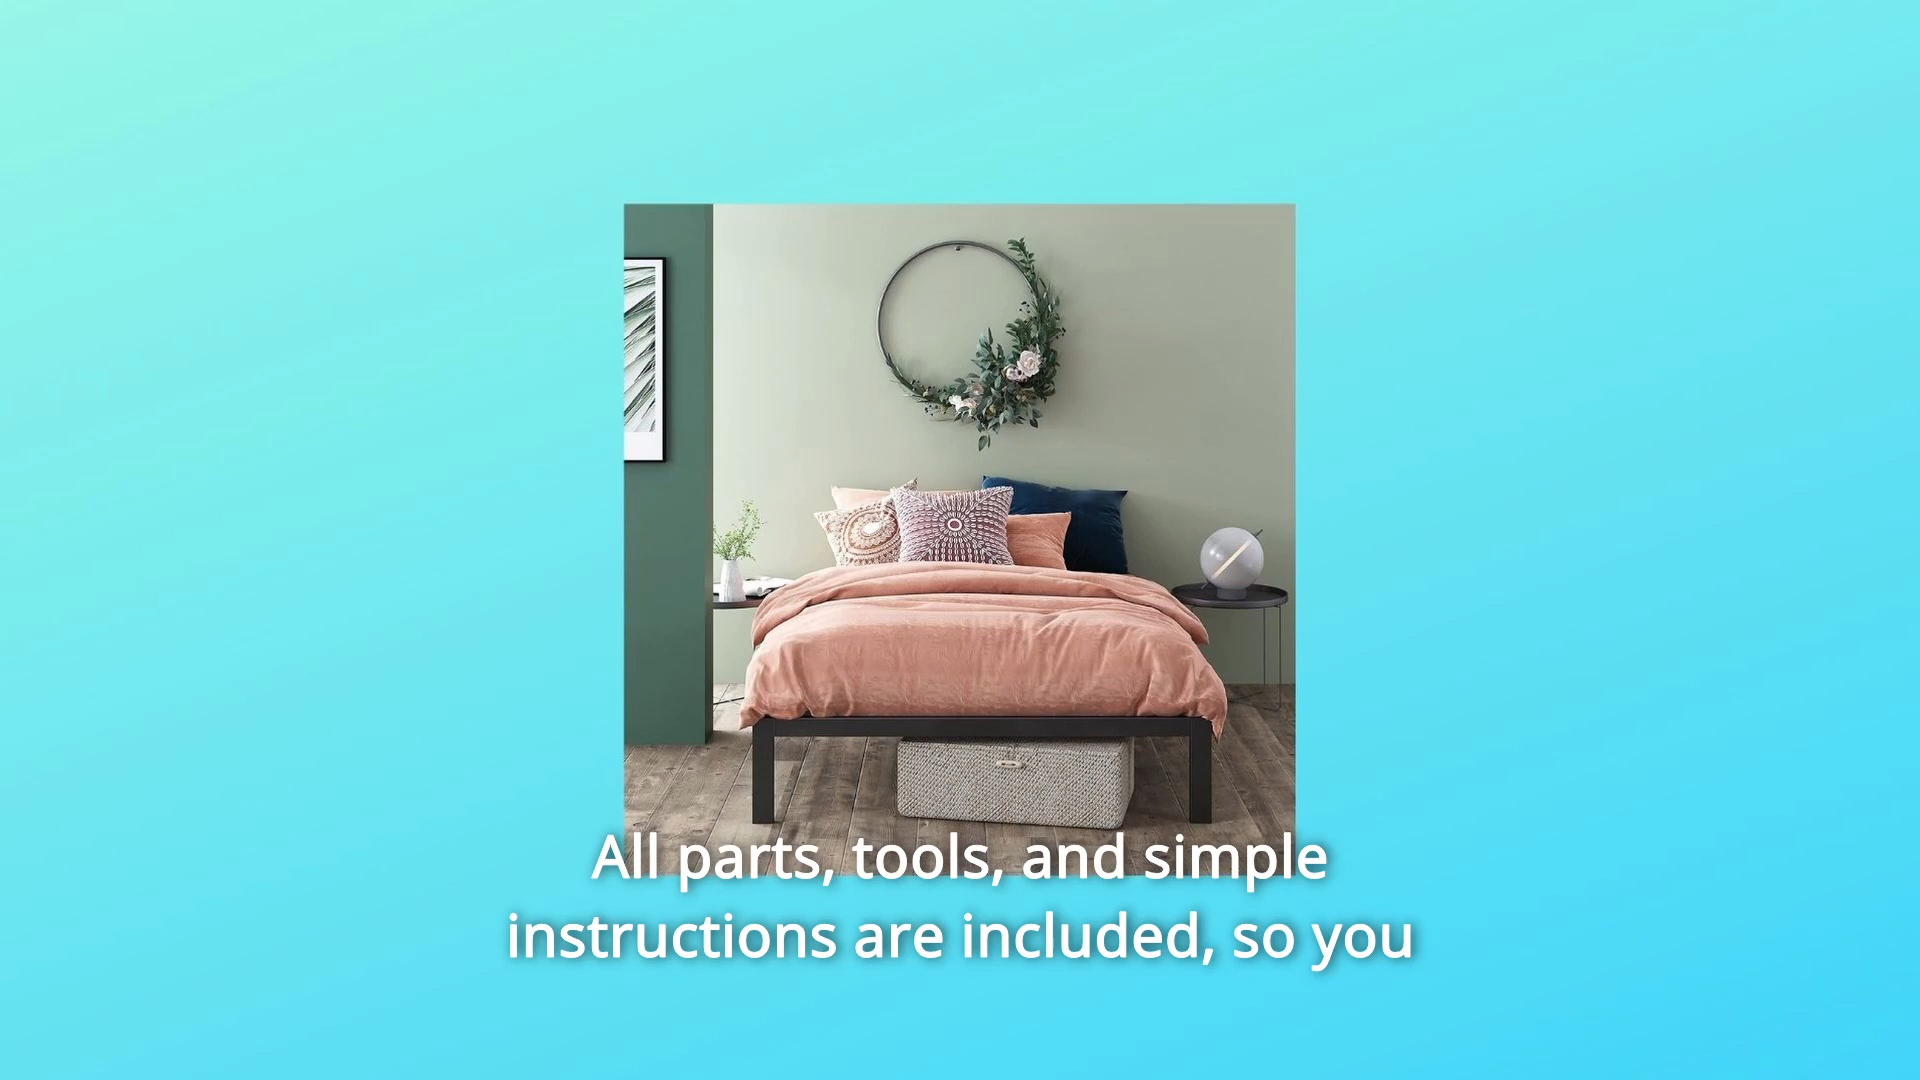 All parts, tools, and simple
instructions are included, so you